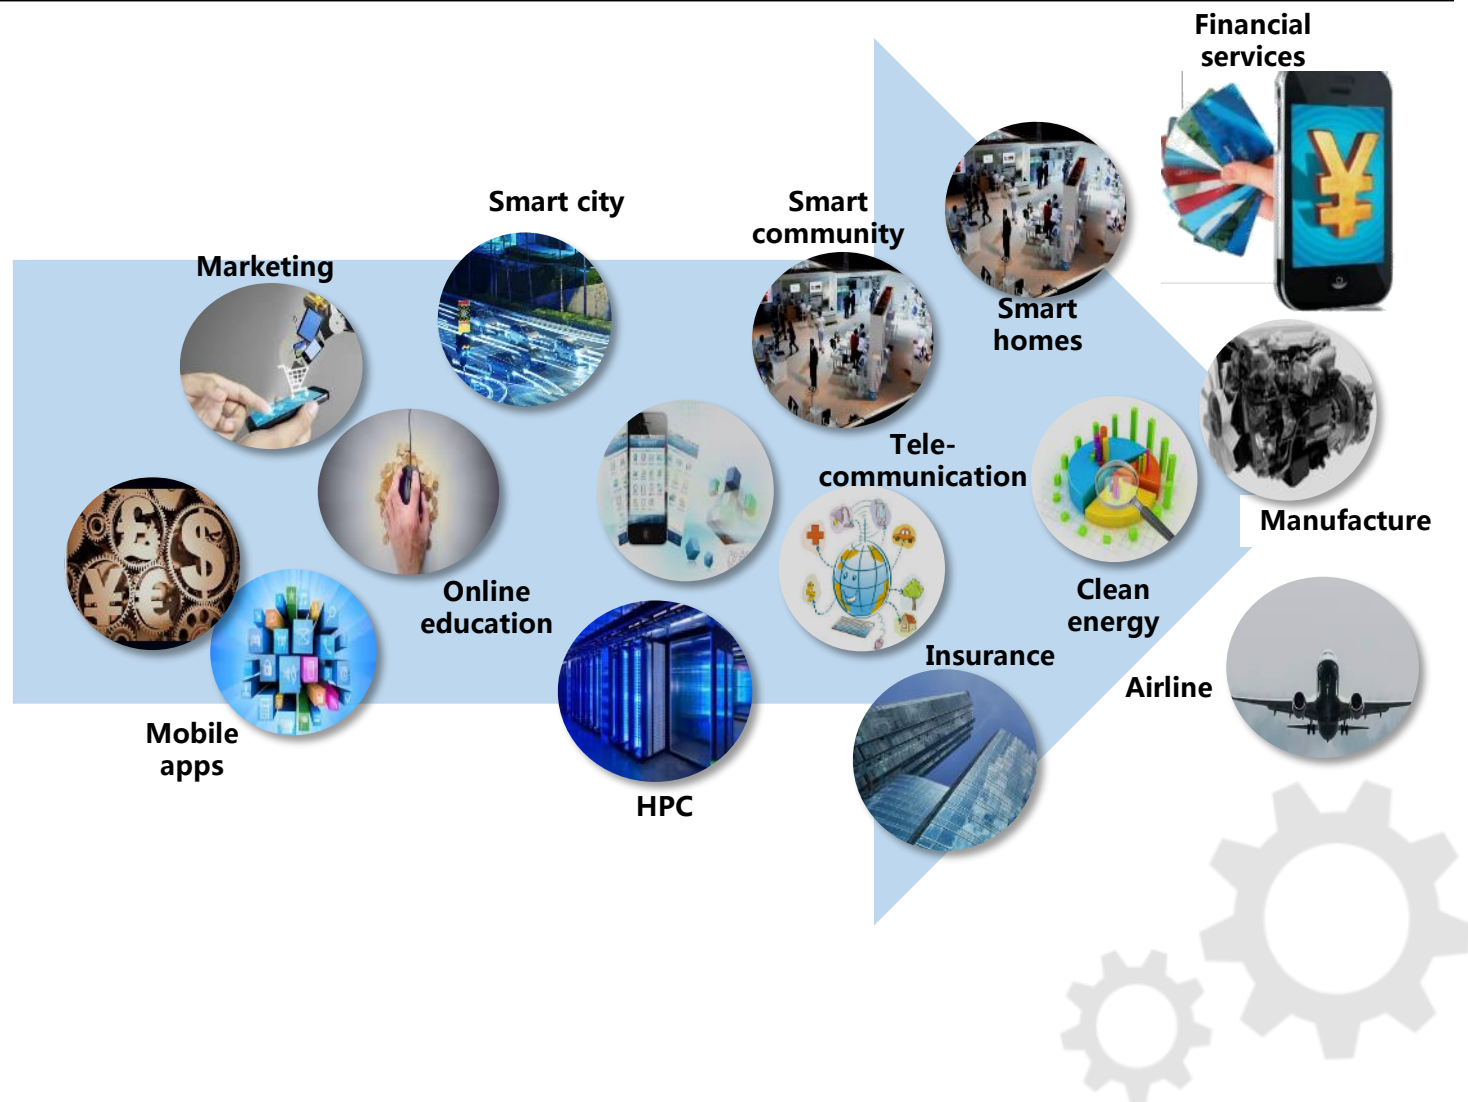 Financial
services
Smart city
Smart
community
Marketing
Smart
homes
Tele-
communication
Manufacture
Online
education
Clean
energy
Insurance
Airline
Mobile
apps
HPC